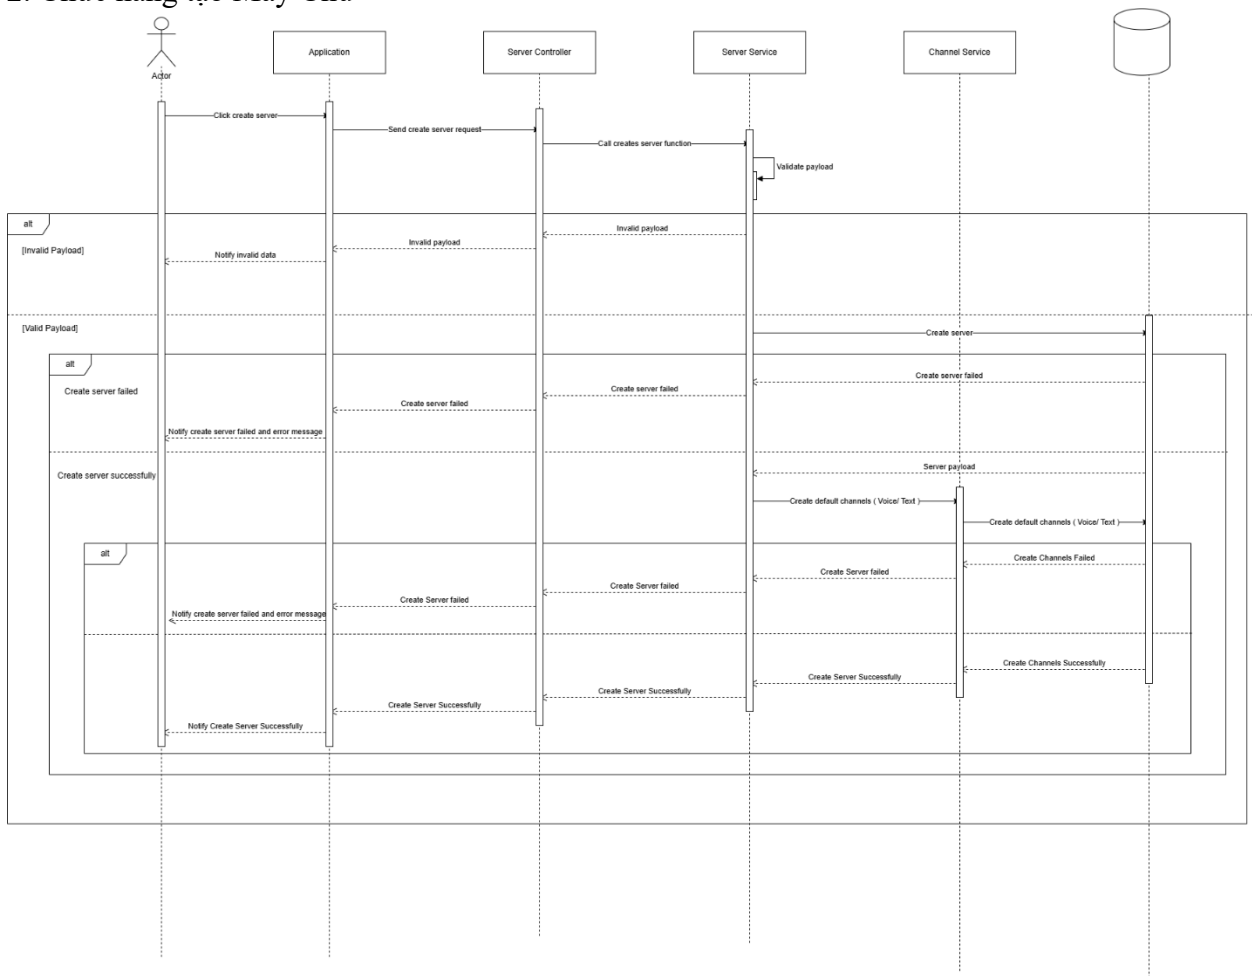 2. Chức năng tạo Máy Chủ
Actor
Application
Server Controller
Server Service
Channel Service
Click create server
Send create server request
Call creates server function
Validate payload
alt
[Invalid Payload]
Invalid payload
Invalid payload
Notify invalid data
[Valid Payload]
Create server
alt
Create server failed
Create server failed
Create server failed
Create server failed
Notify create server failed and error message
Create server successfully
Server payload
Create default channels ( Voice/ Text )
Create default channels ( Voice/ Text )
alt
Create Channels Failed
Create Server failed
Create Server failed
Create Server failed
Notify create server failed and error message
Create Channels Successfully
Create Server Successfully
Create Server Successfully
Create Server Successfully
Notify Create Server Successfully